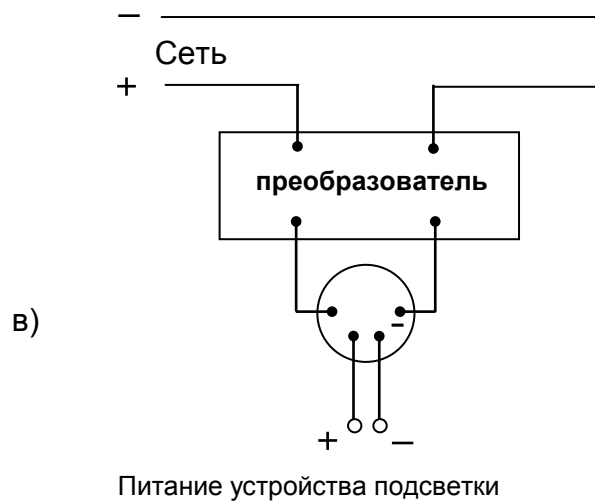 –
Сеть
+
преобразователь
в)
-
+ –
Питание устройства подсветки